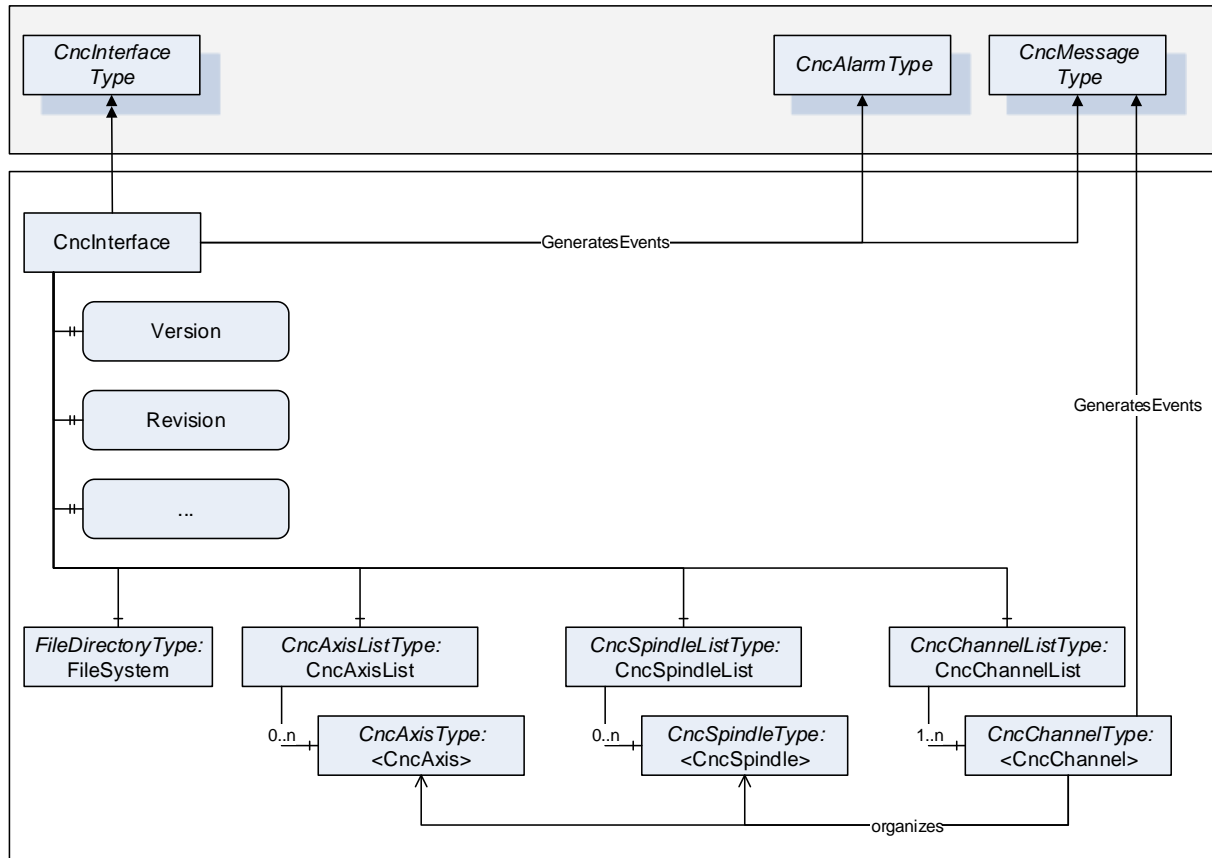 CncInterface
Type
CncAlarmType
CncMessage
Type
CncInterface
GeneratesEvents
Version
Revision
GeneratesEvents
...
FileDirectoryType:
FileSystem
CncAxisListType:
CncAxisList
CncSpindleListType:
CncSpindleList
CncChannelListType:
CncChannelList
0..n
CncAxisType:
<CncAxis>
0..n
CncSpindleType:
<CncSpindle>
1..n
CncChannelType:
<CncChannel>
organizes